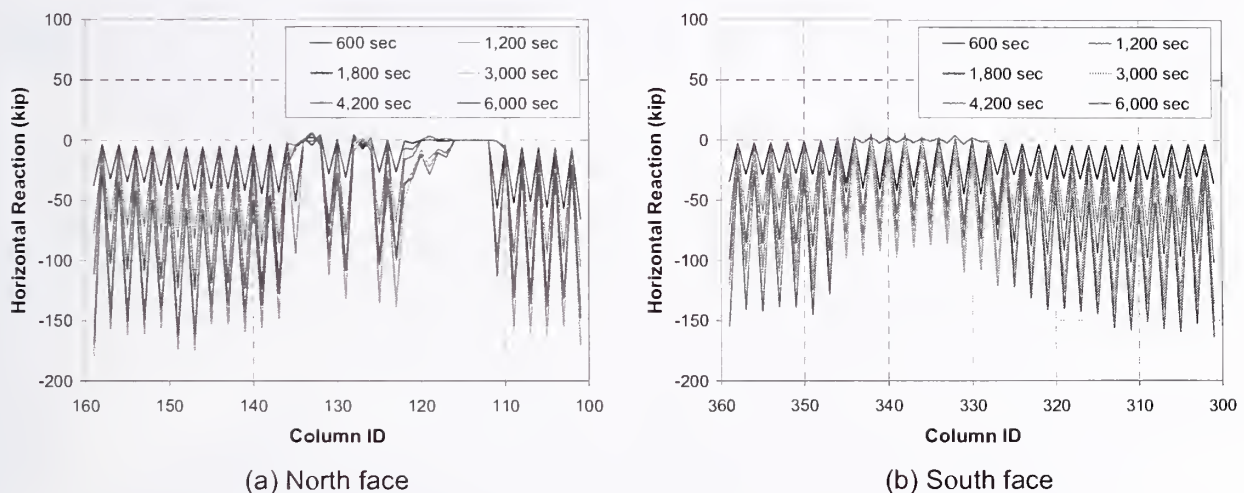 100
50
0
-50
-100
-150
-200
Horizontal Reaction (kip)
600 sec
1,200 sec
1,800 sec
3,000 sec
4,200 sec
6,000 sec
160
150
140
130
120
110
100
Column ID
(a) North face
100
50
0
-50
-100
-150
-200
Horizontal Reaction (kip)
600 sec
1,200 sec
1,800 sec
3,000 sec
4,200 sec
6,000 sec
360
350
340
330
320
310
300
Column ID
(b) South face